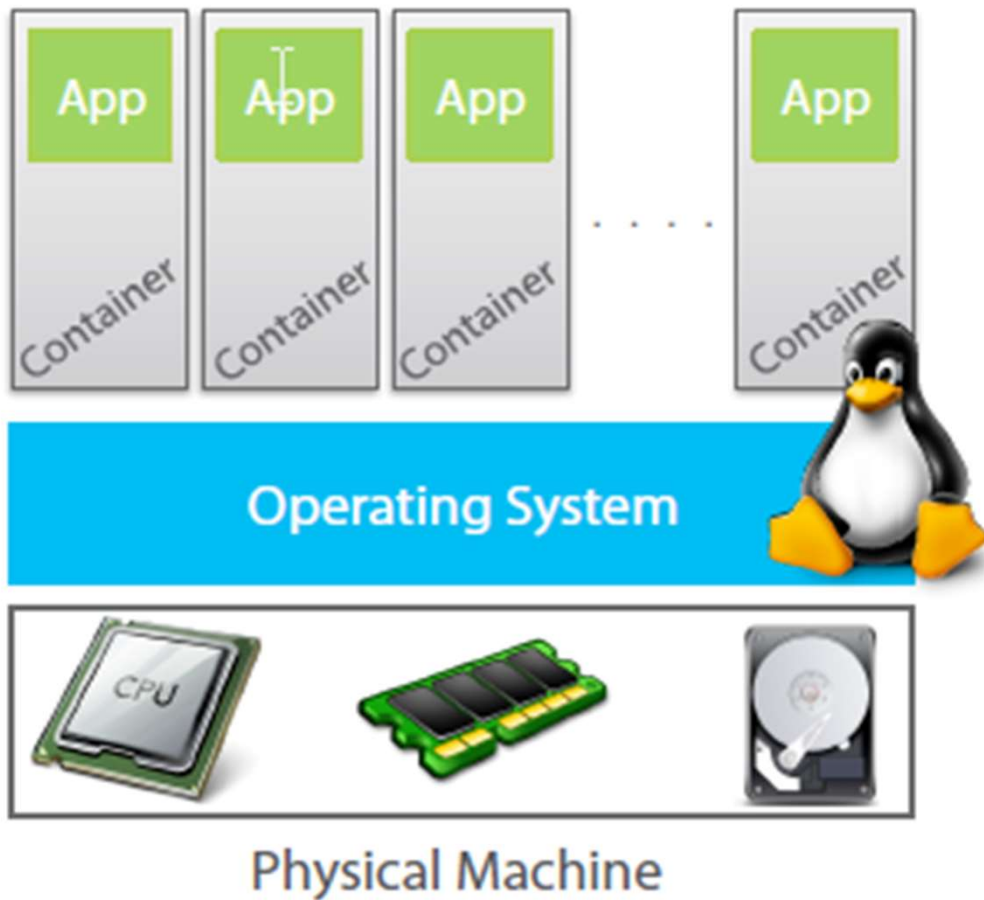 App App App App
Container Container Container . . . . Container
Operating System
CPU
Physical Machine